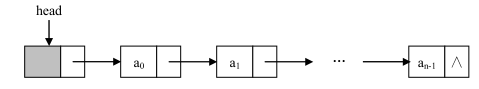 head
a₀ a₁ ... aₙ₋₁ ∧